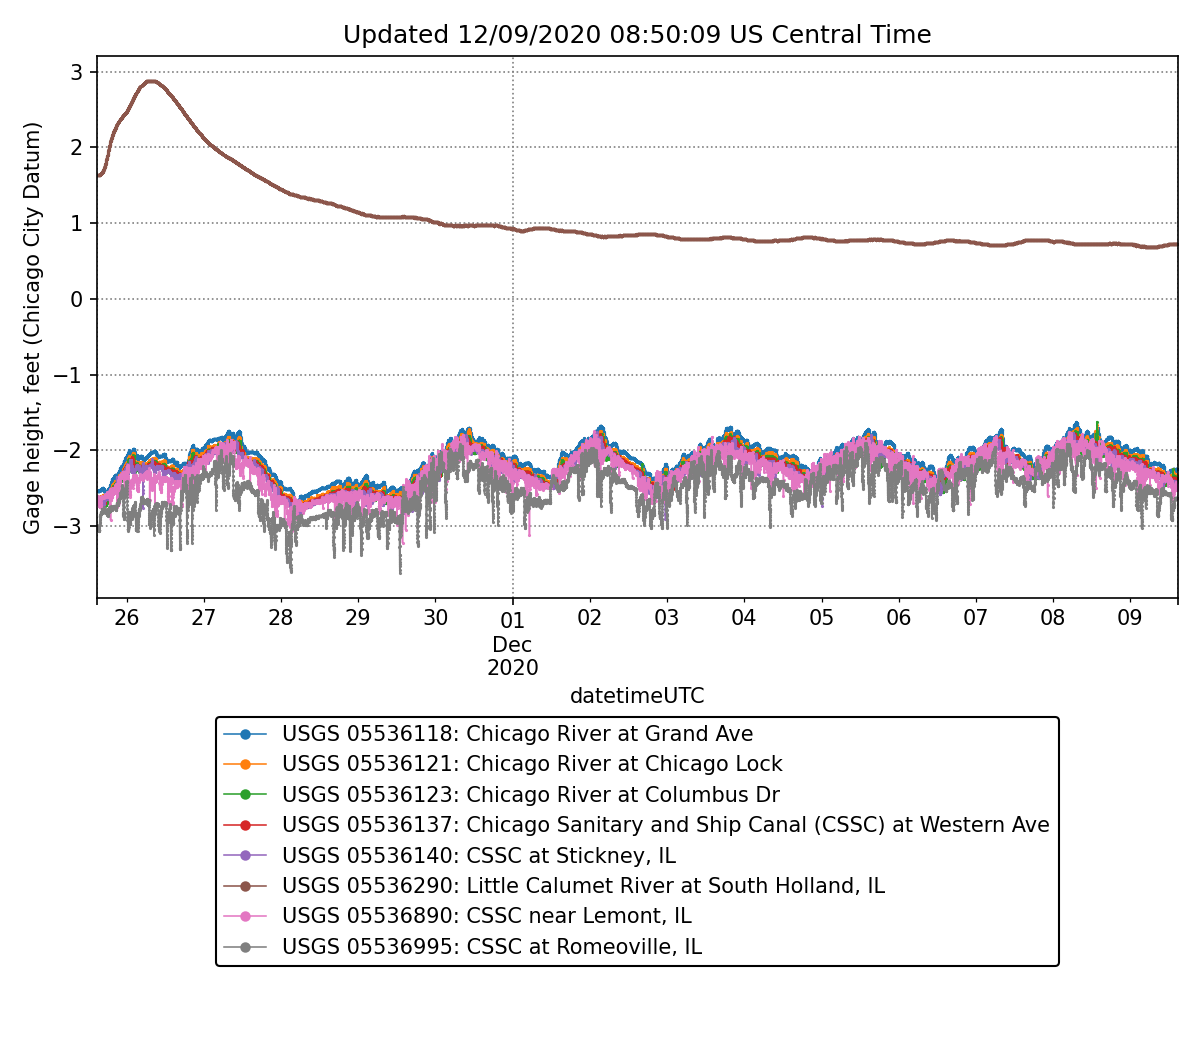 Updated 12/09/2020 08:50:09 US Central Time
Gage height, feet (Chicago City Datum)
3
2
1
0
−1
−2
−3
26 27 28 29 30 01 02 03 04 05 06 07 08 09
Dec
2020
datetimeUTC
USGS 05536118: Chicago River at Grand Ave
USGS 05536121: Chicago River at Chicago Lock
USGS 05536123: Chicago River at Columbus Dr
USGS 05536137: Chicago Sanitary and Ship Canal (CSSC) at Western Ave
USGS 05536140: CSSC at Stickney, IL
USGS 05536290: Little Calumet River at South Holland, IL
USGS 05536890: CSSC near Lemont, IL
USGS 05536995: CSSC at Romeoville, IL